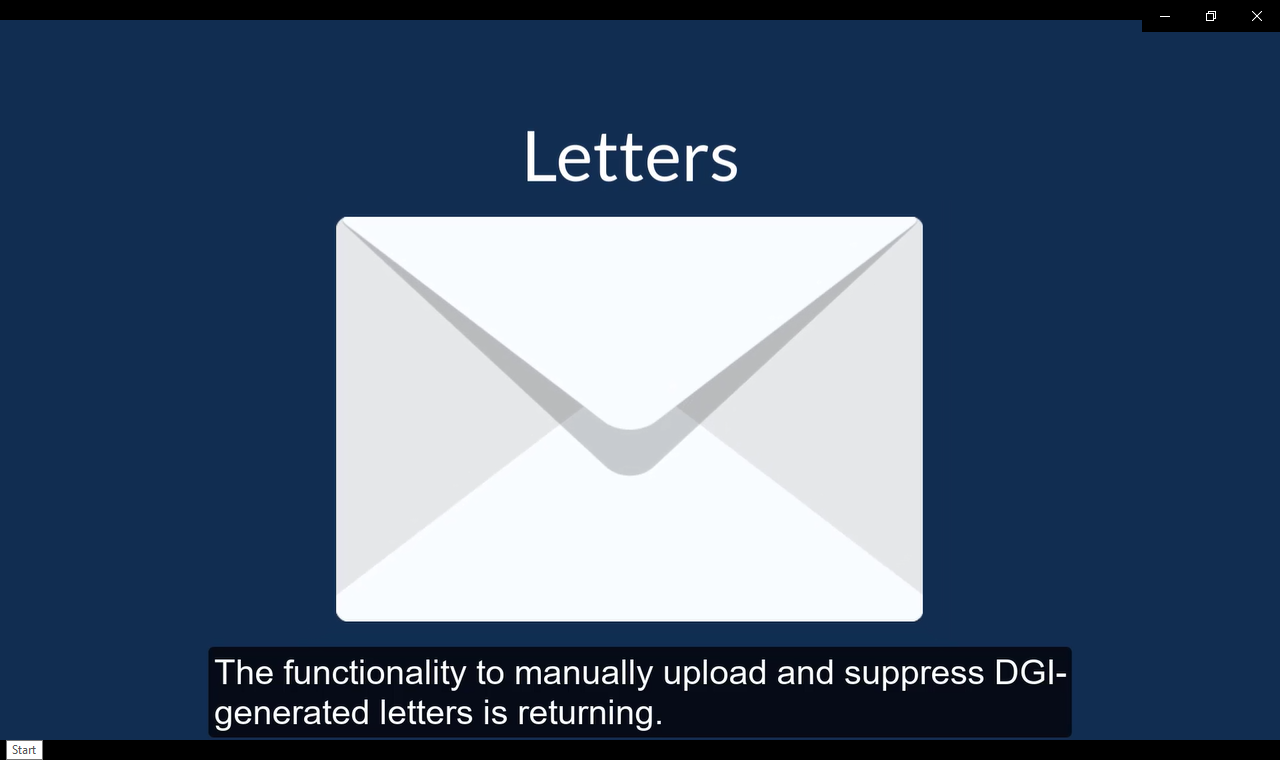 Letters
The functionality to manually upload and suppress DGI-
generated letters is returning.
Start